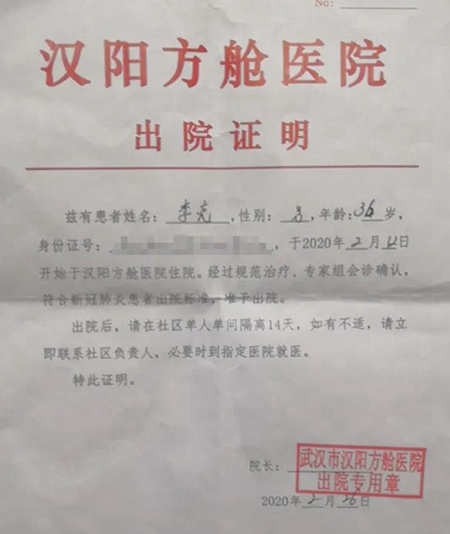 No:
汉阳方舱医院
出院证明
兹有患者姓名: 李亮 ,性别: 男 ,年龄:36岁,
身份证号: ,于2020年2月12日
开始于汉阳方舱医院住院。经过规范治疗、专家组会诊确认,
符合新冠肺炎患者出院标准,准予出院。
出院后,请在社区单人单间隔离14天,如有不适,请立
即联系社区负责人,必要时到指定医院就医。
特此证明。
院长:
武汉市汉阳方舱医院
出院专用章
2020年2月26日